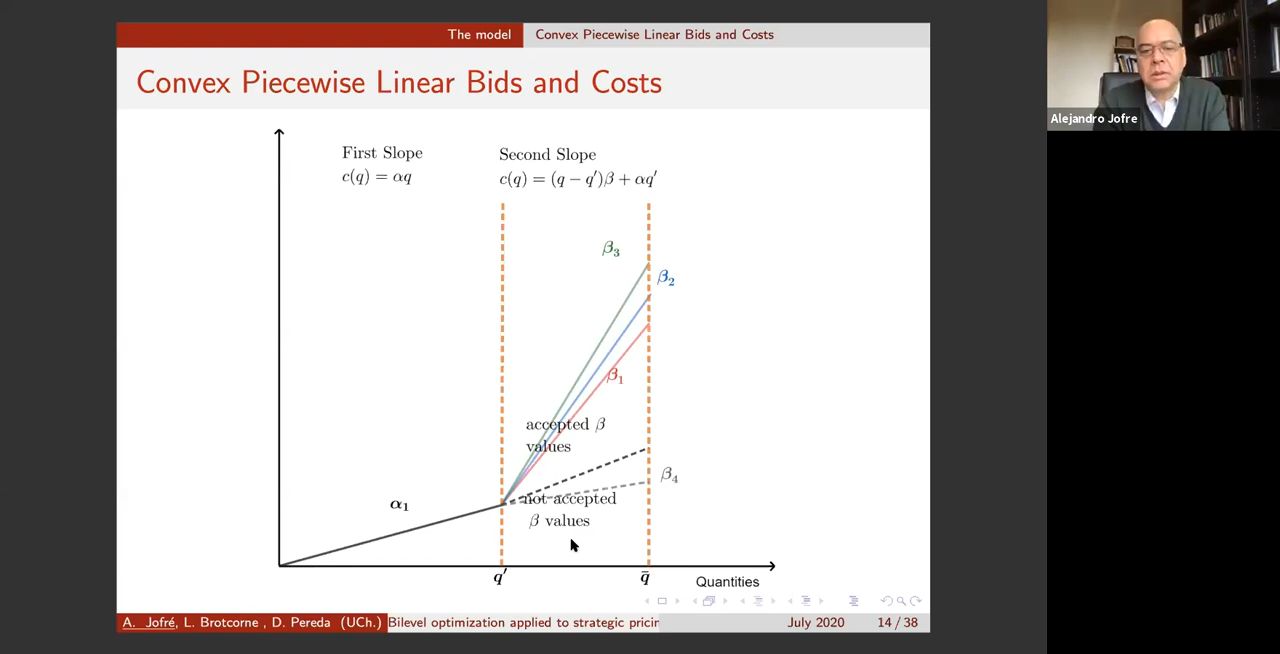 The model
Convex Piecewise Linear Bids and Costs
Convex Piecewise Linear Bids and Costs
Alejandro Jofre
First Slope
c(q) = αq
Second Slope
c(q) = (q − q′)β + αq′
β₃
β₂
β₁
accepted β
values
β₄
not accepted
β values
α₁
q′
q̄
Quantities
A. Jofré, L. Brotcorne , D. Pereda (UCh.)
Bilevel optimization applied to strategic pricin
July 2020
14 / 38